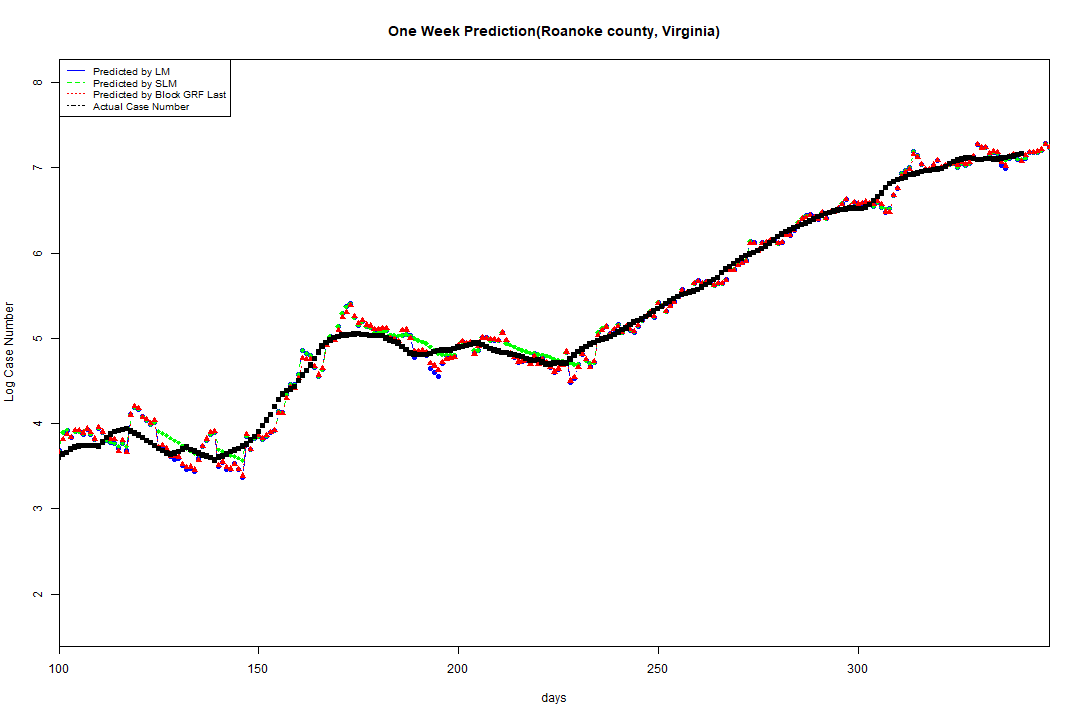 One Week Prediction(Roanoke county, Virginia)
Predicted by LM
Predicted by SLM
Predicted by Block GRF Last
Actual Case Number
8
7
6
5
4
3
2
Log Case Number
100 150 200 250 300
days